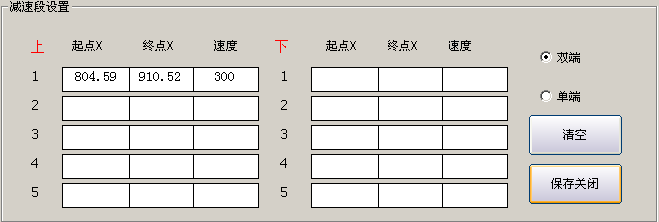 减速段设置
上 起点X 终点X 速度 下 起点X 终点X 速度
双端
1 804.59 910.52 300 1
2 2
单端
3 3
清空
4 4
保存关闭
5 5